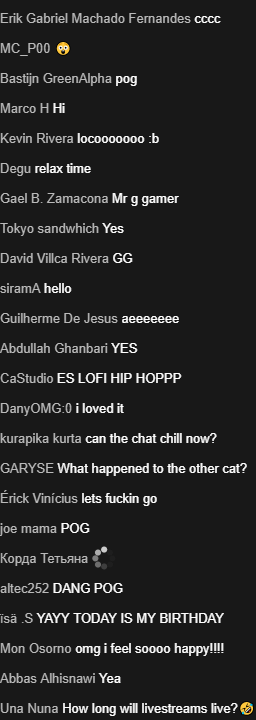 Erik Gabriel Machado Fernandes cccc
MC_P00 😲
Bastijn GreenAlpha pog
Marco H Hi
Kevin Rivera locooooooo :b
Degu relax time
Gael B. Zamacona Mr g gamer
Tokyo sandwhich Yes
David Villca Rivera GG
siramA hello
Guilherme De Jesus aeeeeeee
Abdullah Ghanbari YES
CaStudio ES LOFI HIP HOPPP
DanyOMG:0 i loved it
kurapika kurta can the chat chill now?
GARYSE What happened to the other cat?
Érick Vinícius lets fuckin go
joe mama POG
Корда Тетьяна
altec252 DANG POG
ïsä .S YAYY TODAY IS MY BIRTHDAY
Mon Osorno omg i feel soooo happy!!!!
Abbas Alhisnawi Yea
Una Nuna How long will livestreams live?🤣